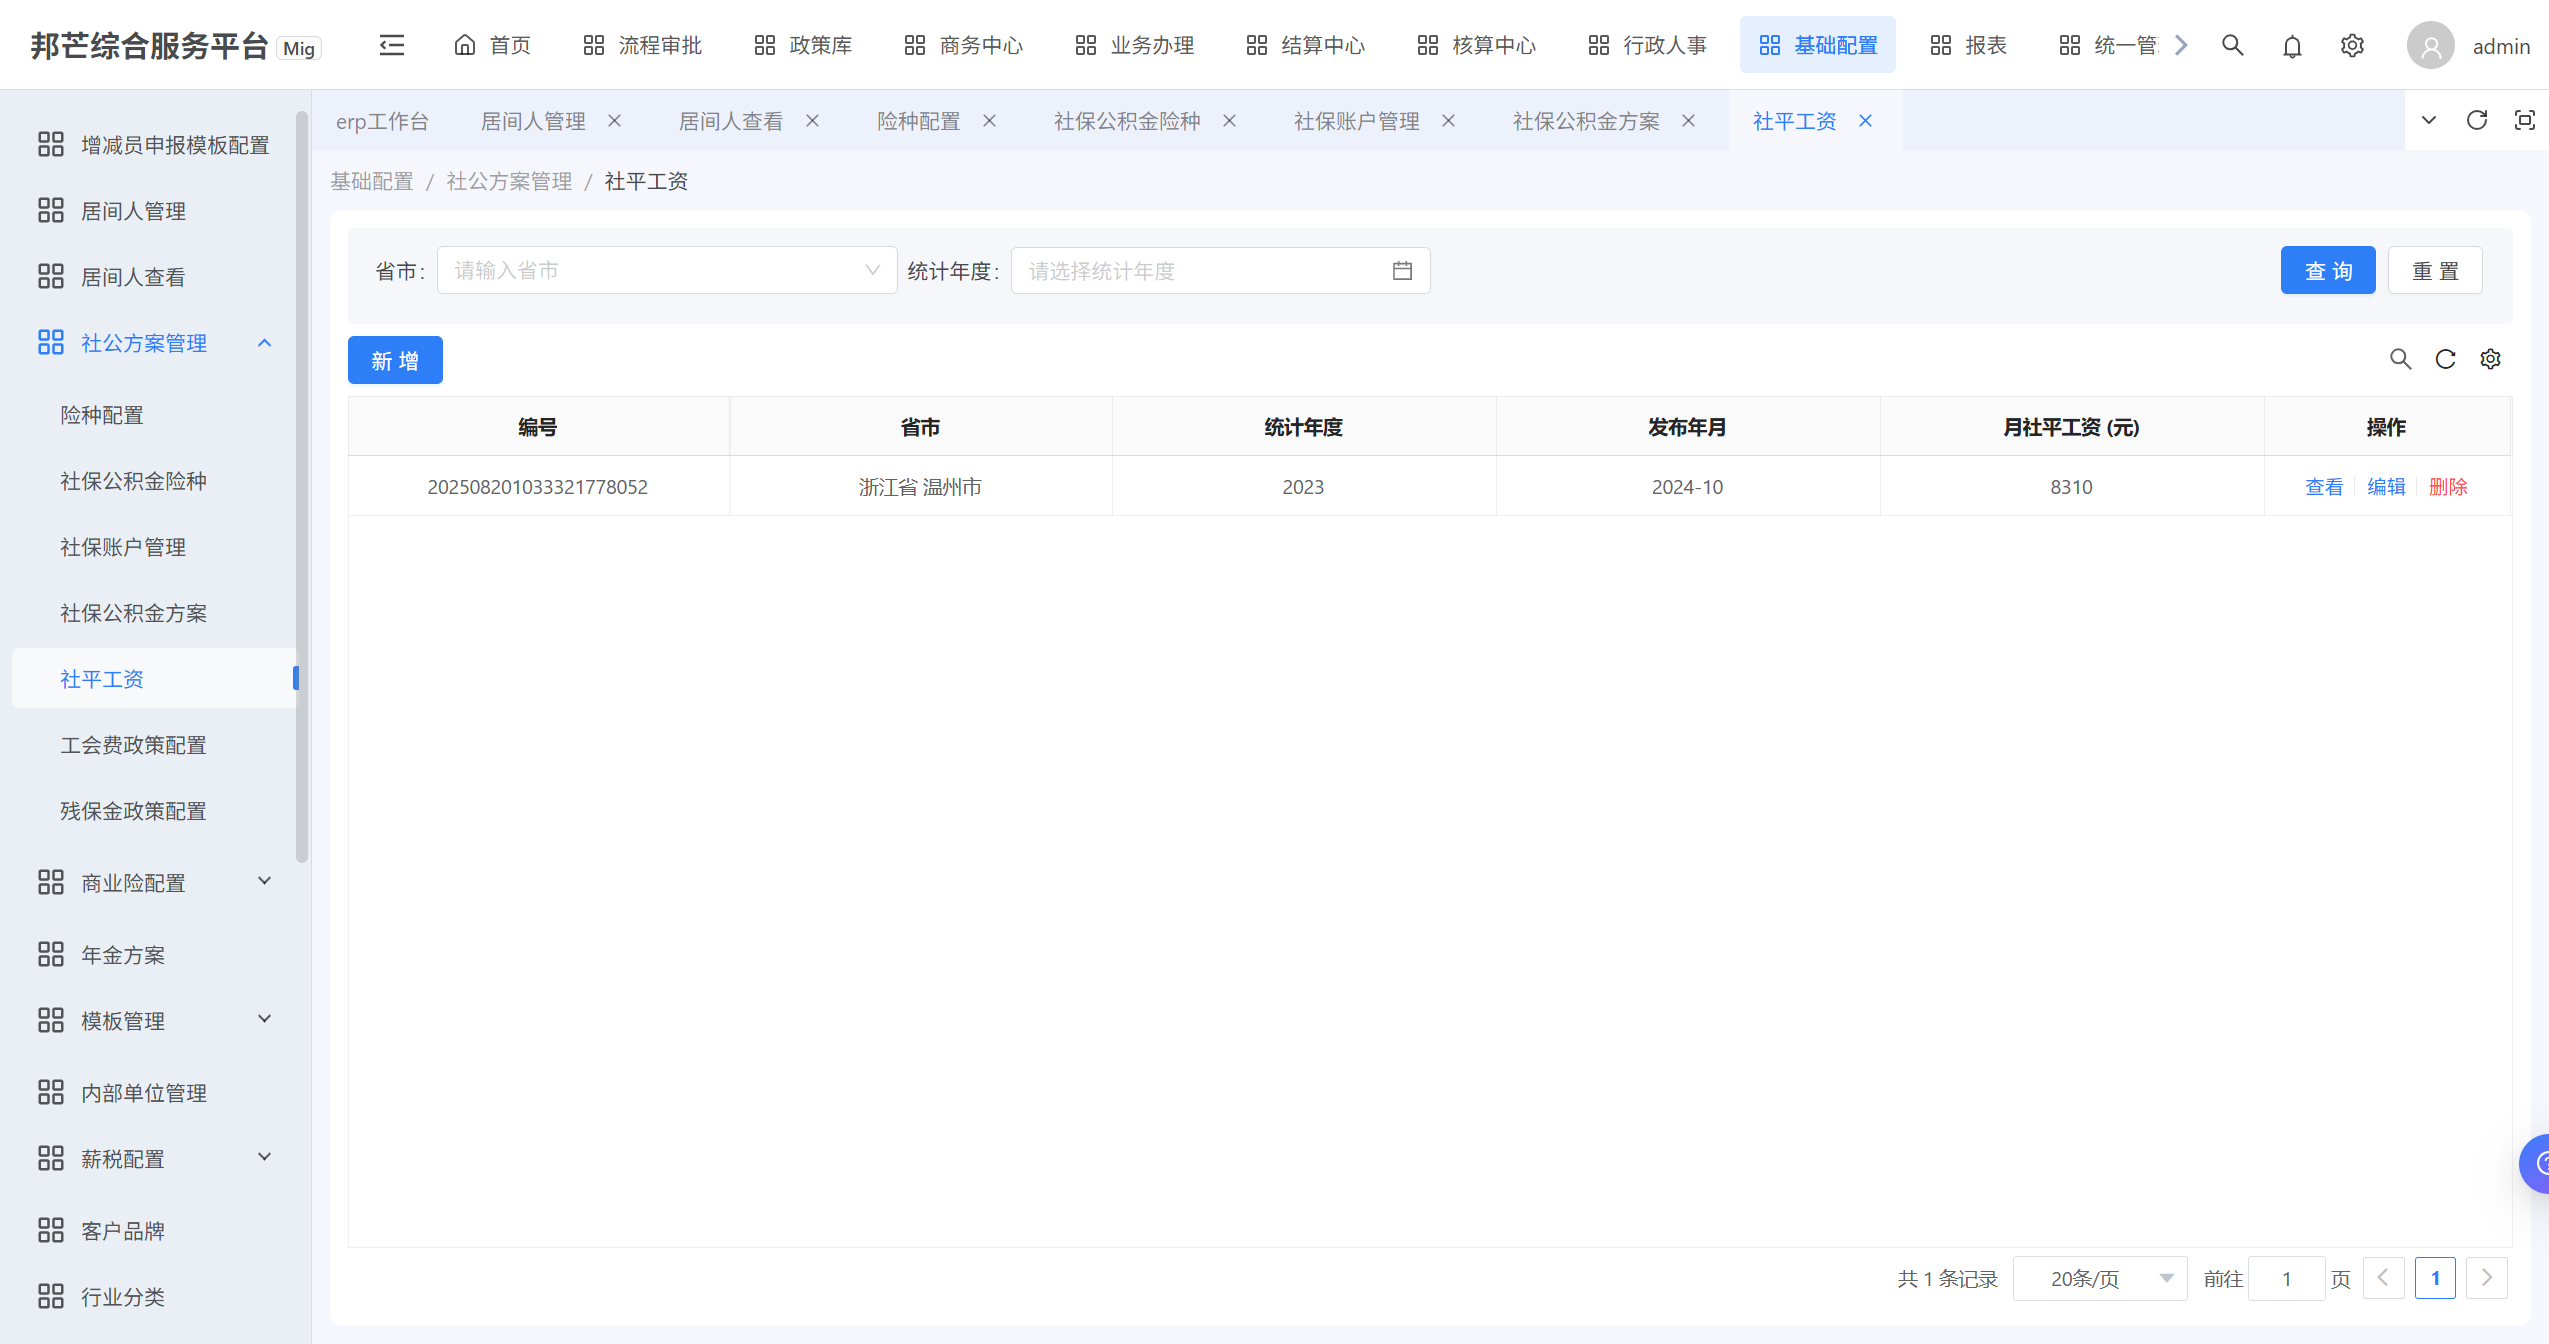 邦芒综合服务平台 Mig
首页 流程审批 政策库 商务中心 业务办理 结算中心 核算中心 行政人事 基础配置 报表 统一管 admin
erp工作台 居间人管理 居间人查看 险种配置 社保公积金险种 社保账户管理 社保公积金方案 社平工资
基础配置 / 社公方案管理 / 社平工资
增减员申报模板配置
居间人管理
居间人查看
社公方案管理
险种配置
社保公积金险种
社保账户管理
社保公积金方案
社平工资
工会费政策配置
残保金政策配置
商业险配置
年金方案
模板管理
内部单位管理
薪税配置
客户品牌
行业分类
省市: 请输入省市 统计年度: 请选择统计年度 查 询 重 置
新 增
编号 省市 统计年度 发布年月 月社平工资 (元) 操作
202508201033321778052 浙江省 温州市 2023 2024-10 8310 查看 编辑 删除
共 1 条记录 20条/页 前往 1 页 1